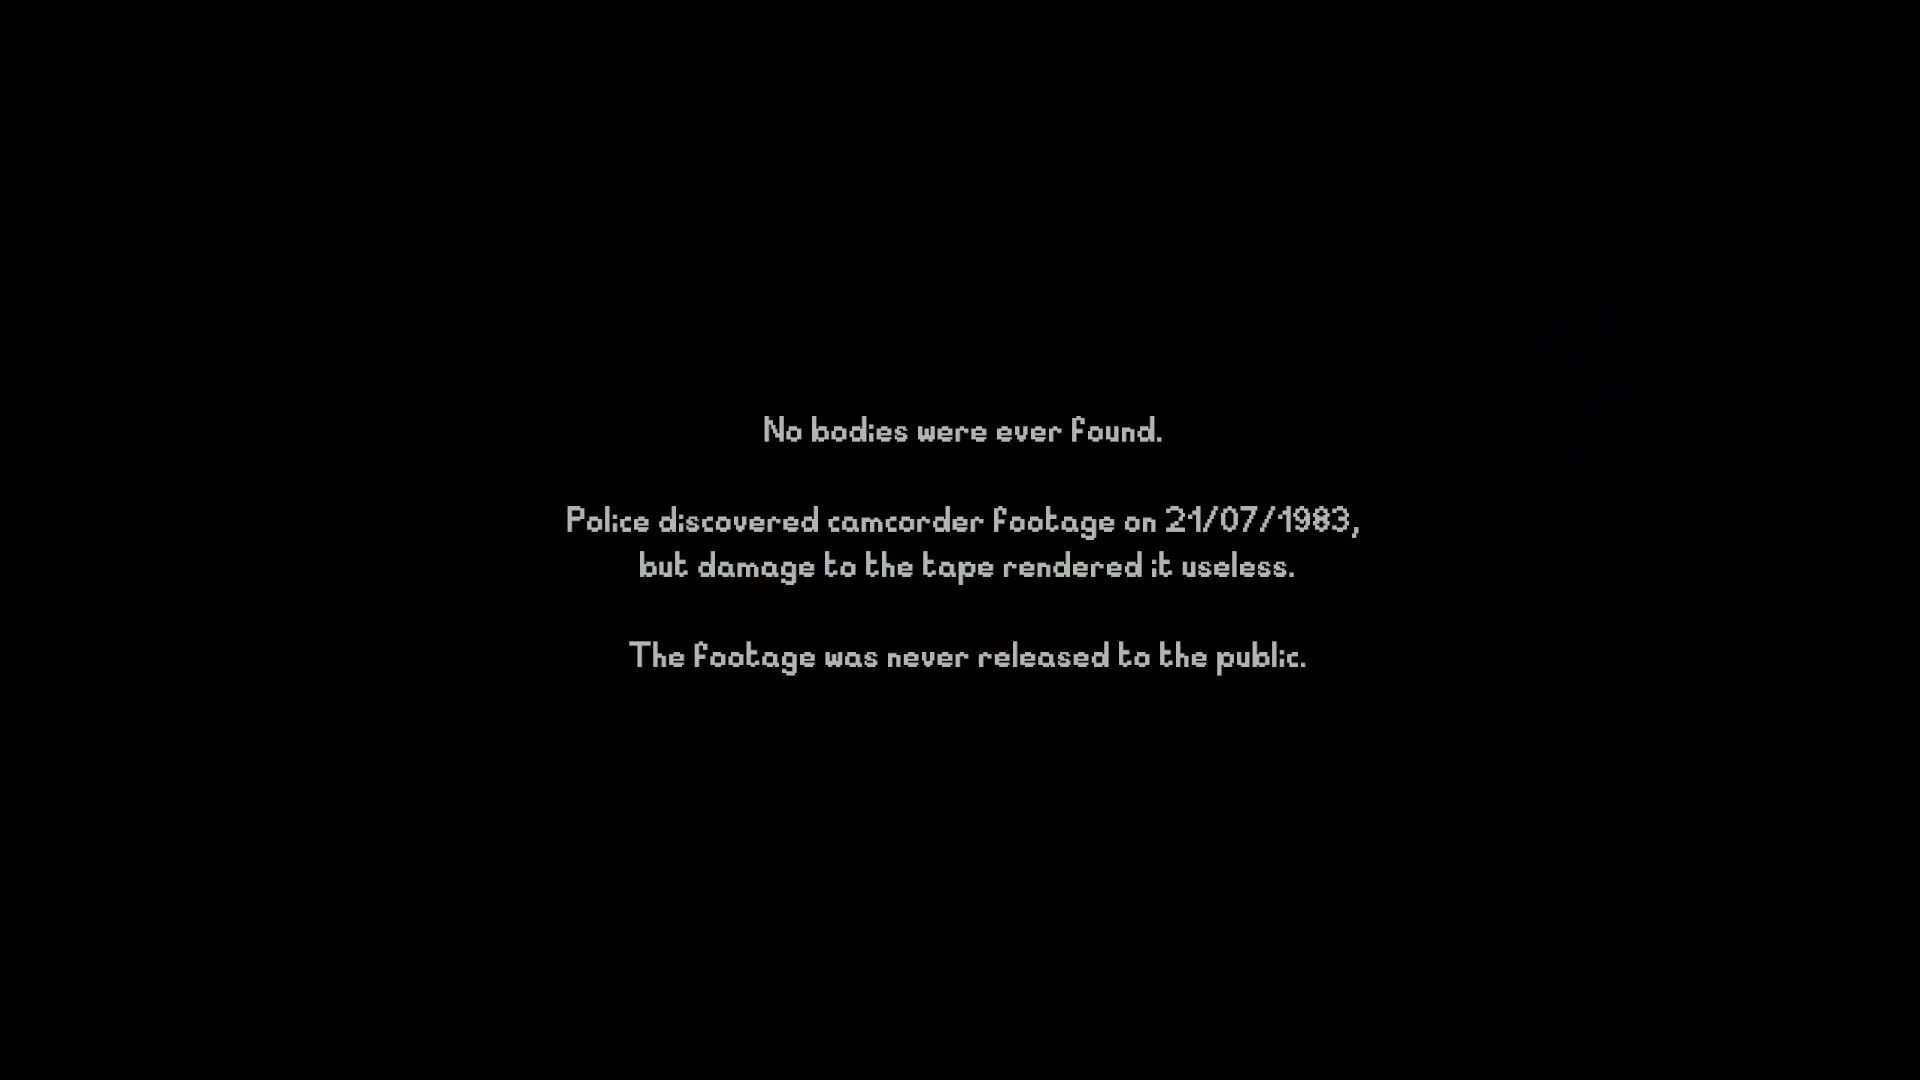 No bodies were ever found.
Police discovered camcorder footage on 21/07/1983,
but damage to the tape rendered it useless.
The footage was never released to the public.